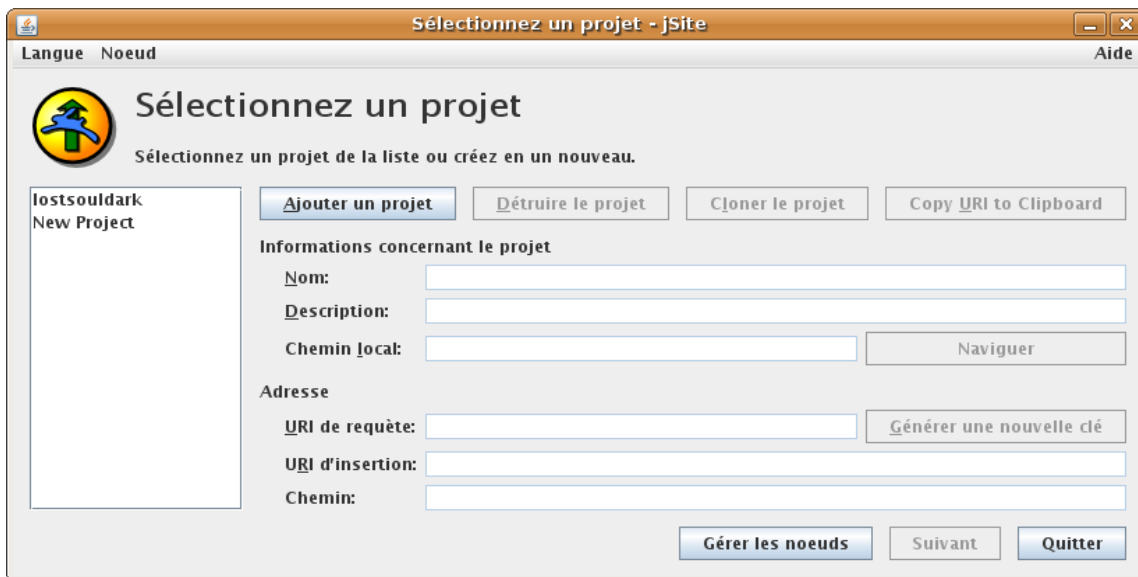 Sélectionnez un projet - jSite
Langue Noeud Aide
Sélectionnez un projet
Sélectionnez un projet de la liste ou créez en un nouveau.
lostsouldark
New Project
Ajouter un projet Détruire le projet Cloner le projet Copy URI to Clipboard
Informations concernant le projet
Nom:
Description:
Chemin local: Naviguer
Adresse
URI de requète: Générer une nouvelle clé
URI d'insertion:
Chemin:
Gérer les noeuds Suivant Quitter